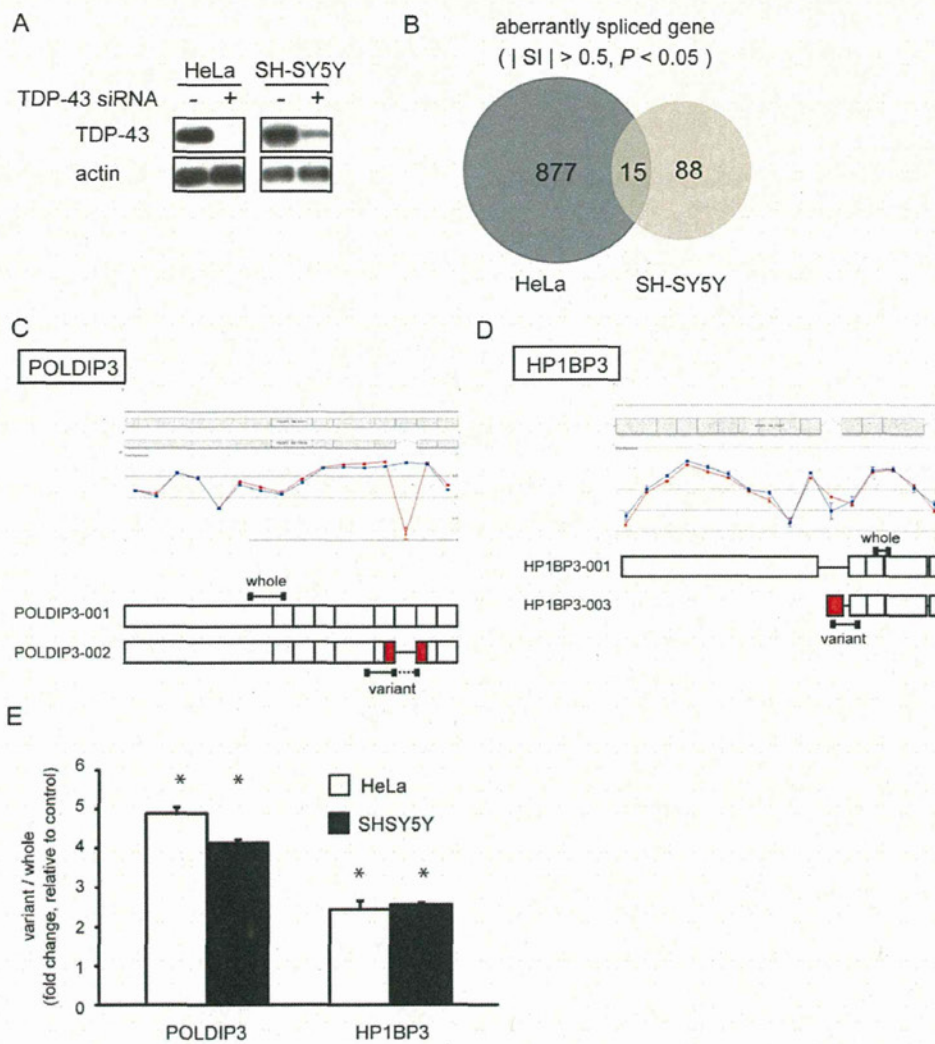 A
HeLa SH-SY5Y
TDP-43 siRNA - + - +
TDP-43
actin
B
aberrantly spliced gene
( | SI | > 0.5, P < 0.05 )
877 15 88
HeLa SH-SY5Y
C
POLDIP3
whole
POLDIP3-001
POLDIP3-002
variant
D
HP1BP3
whole
HP1BP3-001
HP1BP3-003
variant
E
variant / whole
(fold change, relative to control)
6
5
4
3
2
1
0
* * * *
HeLa
SHSY5Y
POLDIP3 HP1BP3